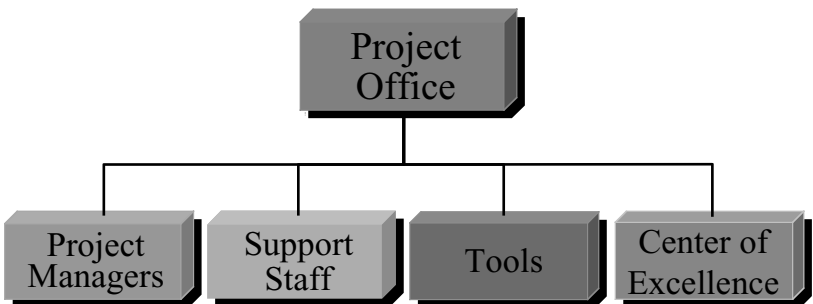 Project
Office
Project
Managers
Support
Staff
Tools
Center of
Excellence